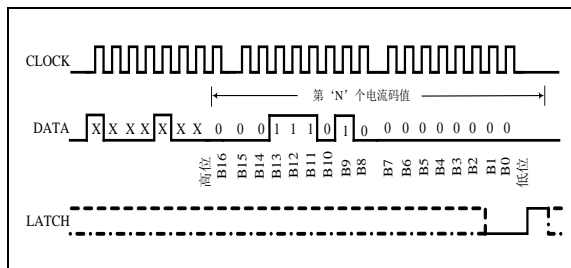 CLOCK
第‘N’个电流码值
DATA X X X X X X X 0 0 0 1 1 1 0 1 0 0 0 0 0 0 0 0 0
高位 B16 B15 B14 B13 B12 B11 B10 B9 B8 B7 B6 B5 B4 B3 B2 B1 B0 低位
LATCH